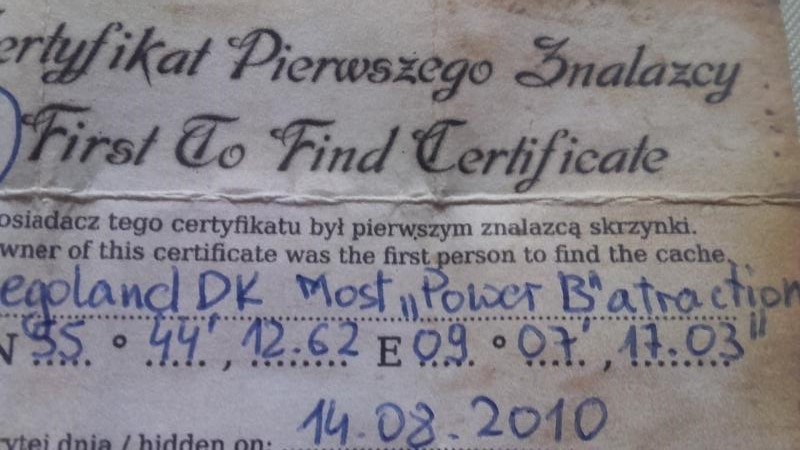 ertyfikat Pierwszego Znalazcy
First To Find Certificate
osiadacz tego certyfikatu był pierwszym znalazcą skrzynki.
wner of this certificate was the first person to find the cache.
egoland DK Most „Power B" atraction
N 55 ° 44', 12.62 E 09 ° 07', 17.03"
rytej dnia / hidden on: 14.08.2010